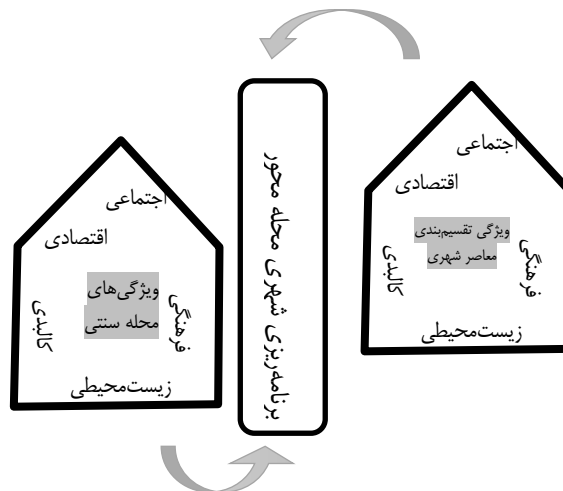 اجتماعی
اقتصادی
ویژگی تقسیم‌بندی
معاصر شهری
فرهنگی
کالبدی
زیست‌محیطی
برنامه‌ریزی شهری محله محور
اجتماعی
اقتصادی
ویژگی‌های
محله سنتی
فرهنگی
کالبدی
زیست‌محیطی